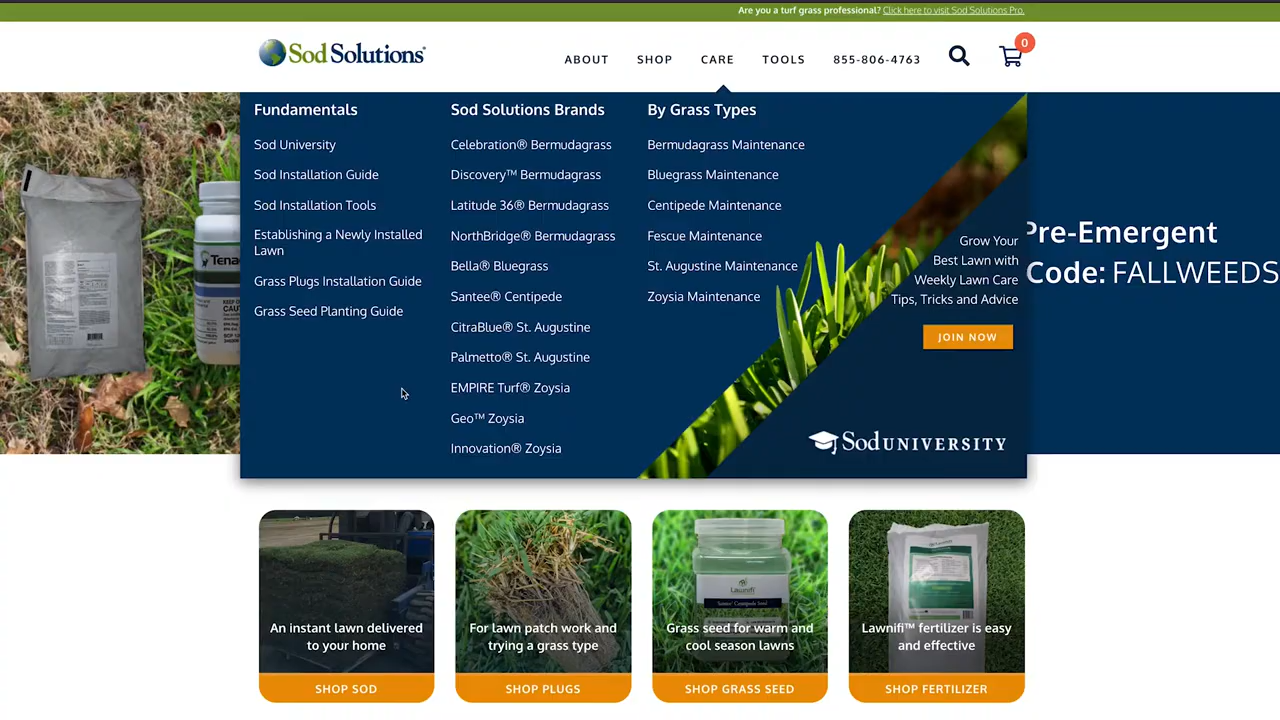 Are you a turf grass professional? Click here to visit Sod Solutions Pro.
Sod Solutions®
ABOUT
SHOP
CARE
TOOLS
855-806-4763
0
Fundamentals
Sod University
Sod Installation Guide
Sod Installation Tools
Establishing a Newly Installed
Lawn
Grass Plugs Installation Guide
Grass Seed Planting Guide
Sod Solutions Brands
Celebration® Bermudagrass
Discovery™ Bermudagrass
Latitude 36® Bermudagrass
NorthBridge® Bermudagrass
Bella® Bluegrass
Santee® Centipede
CitraBlue® St. Augustine
Palmetto® St. Augustine
EMPIRE Turf® Zoysia
Geo™ Zoysia
Innovation® Zoysia
By Grass Types
Bermudagrass Maintenance
Bluegrass Maintenance
Centipede Maintenance
Fescue Maintenance
St. Augustine Maintenance
Zoysia Maintenance
Grow Your
Best Lawn with
Weekly Lawn Care
Tips, Tricks and Advice
JOIN NOW
Sod UNIVERSITY
Pre-Emergent
Code: FALLWEEDS
Tena
An instant lawn delivered
to your home
SHOP SOD
For lawn patch work and
trying a grass type
SHOP PLUGS
Lawnifi
Santee® Centipede Seed
Grass seed for warm and
cool season lawns
SHOP GRASS SEED
Lawnifi™ fertilizer is easy
and effective
SHOP FERTILIZER